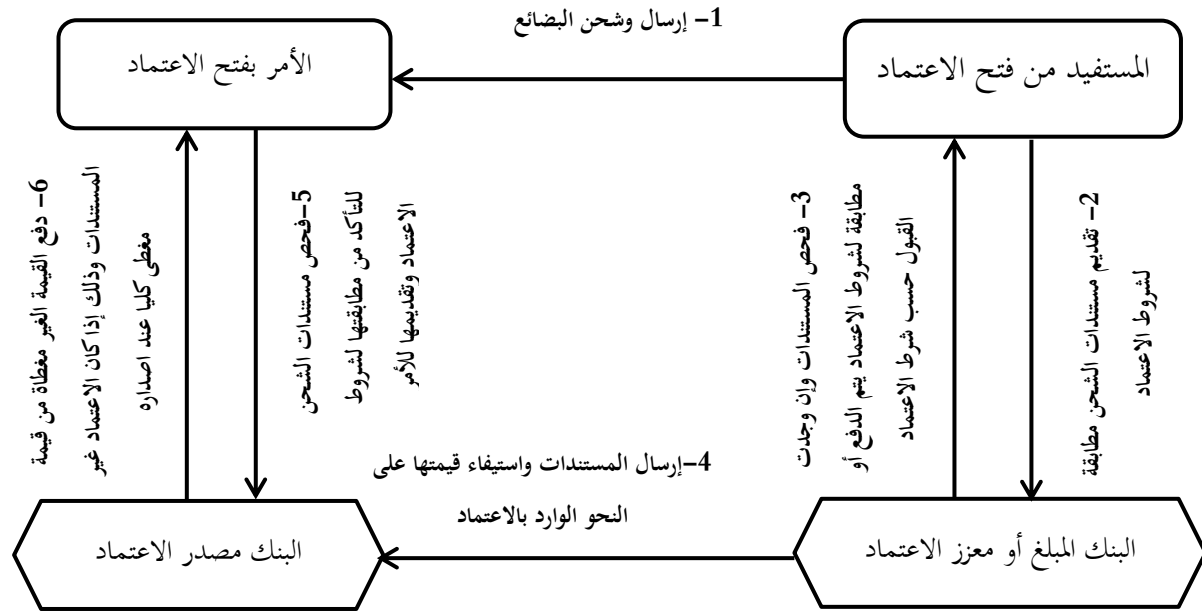 1- إرسال وشحن البضائع
المستفيد من فتح الاعتماد
الأمر بفتح الاعتماد
2- تقديم مستندات الشحن مطابقة
لشروط الاعتماد
3- فحص المستندات وإن وجدت
مطابقة لشروط الاعتماد يتم الدفع أو
القبول حسب شرط الاعتماد
4-إرسال المستندات واستيفاء قيمتها على
النحو الوارد بالاعتماد
5-فحص مستندات الشحن
للتأكد من مطابقتها لشروط
الاعتماد وتقديمها للأمر
6- دفع القيمة الغير مغطاة من قيمة
المستندات وذلك إذا كان الاعتماد غير
مغطى كليا عند اصداره
البنك المبلغ أو معزز الاعتماد
البنك مصدر الاعتماد